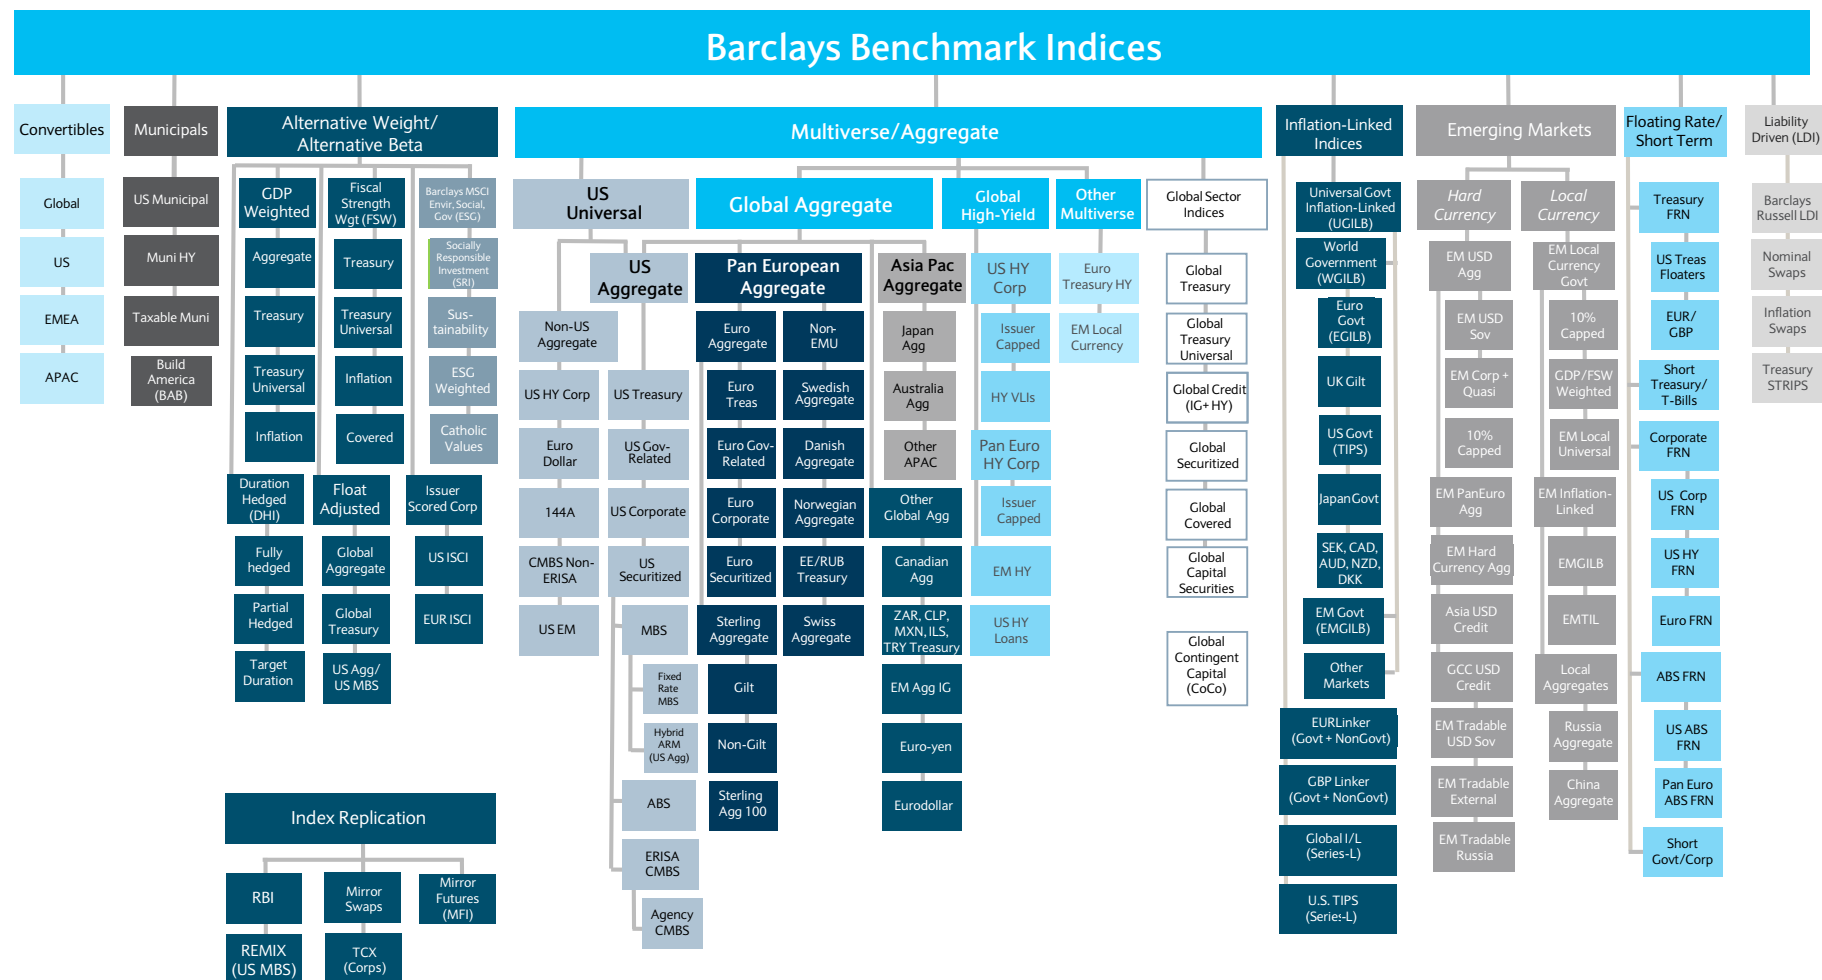 Barclays Benchmark Indices
Convertibles
Global
US
EMEA
APAC
Municipals
US Municipal
Muni HY
Taxable Muni
Build
America
(BAB)
Alternative Weight/
Alternative Beta
GDP
Weighted
Aggregate
Treasury
Treasury
Universal
Inflation
Fiscal
Strength
Wgt (FSW)
Treasury
Treasury
Universal
Inflation
Covered
Barclays MSCI
Envir, Social,
Gov (ESG)
Socially
Responsible
Investment
(SRI)
Sus-
tainability
ESG
Weighted
Catholic
Values
Duration
Hedged
(DHI)
Fully
hedged
Partial
Hedged
Target
Duration
Float
Adjusted
Global
Aggregate
Global
Treasury
US Agg/
US MBS
Issuer
Scored Corp
US ISCI
EUR ISCI
Index Replication
RBI
REMIX
(US MBS)
Mirror
Swaps
TCX
(Corps)
Mirror
Futures
(MFI)
Multiverse/Aggregate
US
Universal
Non-US
Aggregate
US HY Corp
Euro
Dollar
144A
CMBS Non-
ERISA
US EM
Global Aggregate
US
Aggregate
US Treasury
US Gov-
Related
US Corporate
US
Securitized
MBS
Fixed
Rate
MBS
Hybrid
ARM
(US Agg)
ABS
ERISA
CMBS
Agency
CMBS
Pan European
Aggregate
Euro
Aggregate
Euro
Treas
Euro Gov-
Related
Euro
Corporate
Euro
Securitized
Sterling
Aggregate
Gilt
Non-Gilt
Sterling
Agg 100
Non-
EMU
Swedish
Aggregate
Danish
Aggregate
Norwegian
Aggregate
EE/RUB
Treasury
Swiss
Aggregate
Asia Pac
Aggregate
Japan
Agg
Australia
Agg
Other
APAC
Other
Global Agg
Canadian
Agg
ZAR, CLP,
MXN, ILS,
TRY Treasury
EM Agg IG
Euro-yen
Eurodollar
Global
High-Yield
US HY
Corp
Issuer
Capped
HY VLIs
Pan Euro
HY Corp
Issuer
Capped
EM HY
US HY
Loans
Other
Multiverse
Euro
Treasury HY
EM Local
Currency
Global Sector
Indices
Global
Treasury
Global
Treasury
Universal
Global Credit
(IG+ HY)
Global
Securitized
Global
Covered
Global
Capital
Securities
Global
Contingent
Capital
(CoCo)
Inflation-Linked
Indices
Universal Govt
Inflation-Linked
(UGILB)
World
Government
(WGILB)
Euro
Govt
(EGILB)
UK Gilt
US Govt
(TIPS)
Japan Govt
SEK, CAD,
AUD, NZD,
DKK
EM Govt
(EMGILB)
Other
Markets
EURLinker
(Govt + NonGovt)
GBP Linker
(Govt + NonGovt)
Global I/L
(Series-L)
U.S. TIPS
(Series-L)
Emerging Markets
Hard
Currency
EM USD
Agg
EM USD
Sov
EM Corp +
Quasi
10%
Capped
EM PanEuro
Agg
EM Hard
Currency Agg
Asia USD
Credit
GCC USD
Credit
EM Tradable
USD Sov
EM Tradable
External
EM Tradable
Russia
Local
Currency
EM Local
Currency
Govt
10%
Capped
GDP/FSW
Weighted
EM Local
Universal
EM Inflation-
Linked
EMGILB
EMTIL
Local
Aggregates
Russia
Aggregate
China
Aggregate
Floating Rate/
Short Term
Treasury
FRN
US Treas
Floaters
EUR/
GBP
Short
Treasury/
T-Bills
Corporate
FRN
US Corp
FRN
US HY
FRN
Euro FRN
ABS FRN
US ABS
FRN
Pan Euro
ABS FRN
Short
Govt/Corp
Liability
Driven (LDI)
Barclays
Russell LDI
Nominal
Swaps
Inflation
Swaps
Treasury
STRIPS